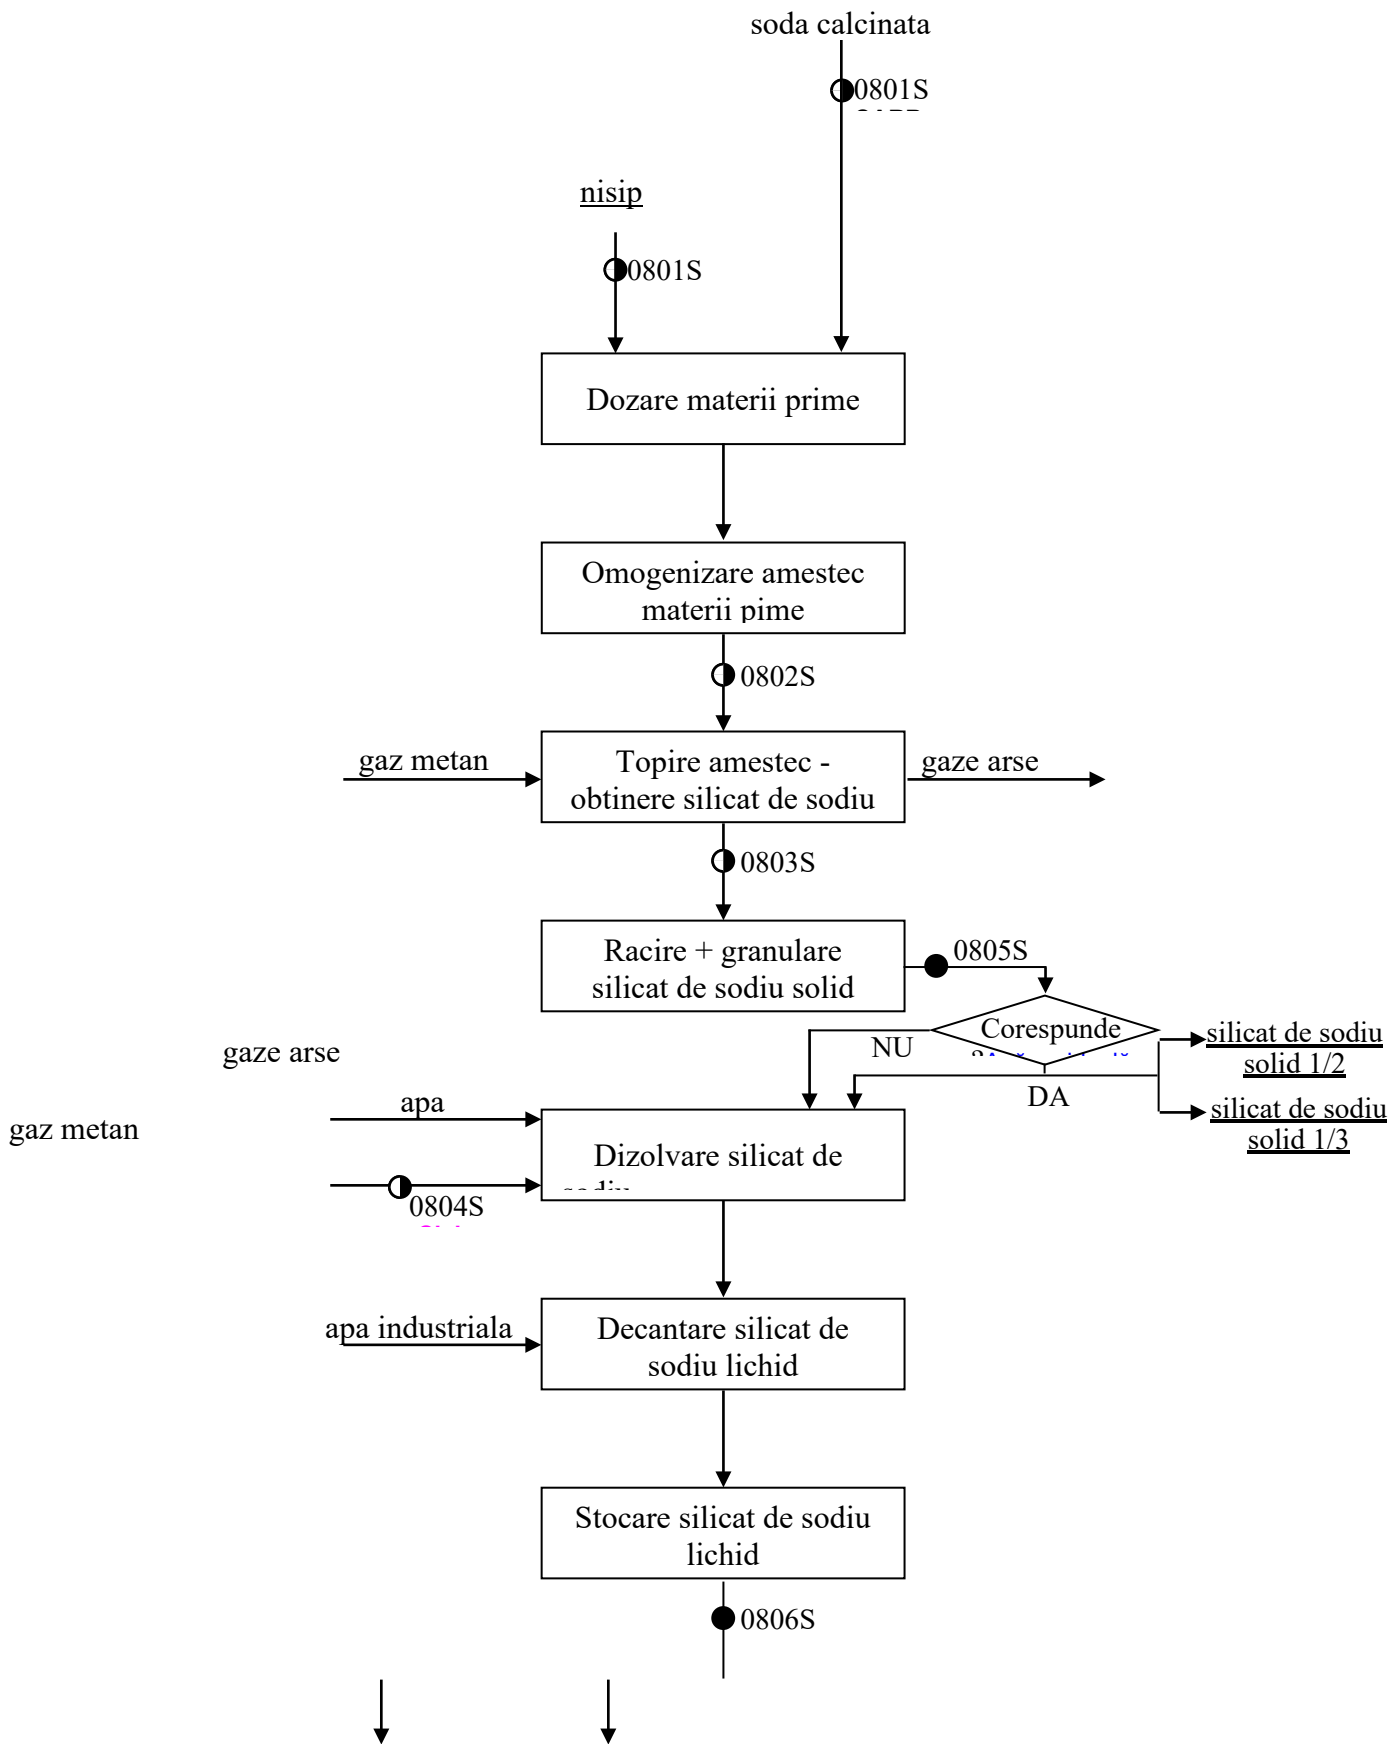 soda calcinata
0801S
nisip
0801S
Dozare materii prime
Omogenizare amestec
materii pime
0802S
gaz metan
Topire amestec -
obtinere silicat de sodiu
gaze arse
0803S
Racire + granulare
silicat de sodiu solid
0805S
Corespunde
NU
DA
silicat de sodiu
solid 1/2
silicat de sodiu
solid 1/3
gaze arse
apa
gaz metan
Dizolvare silicat de
0804S
apa industriala
Decantare silicat de
sodiu lichid
Stocare silicat de sodiu
lichid
0806S